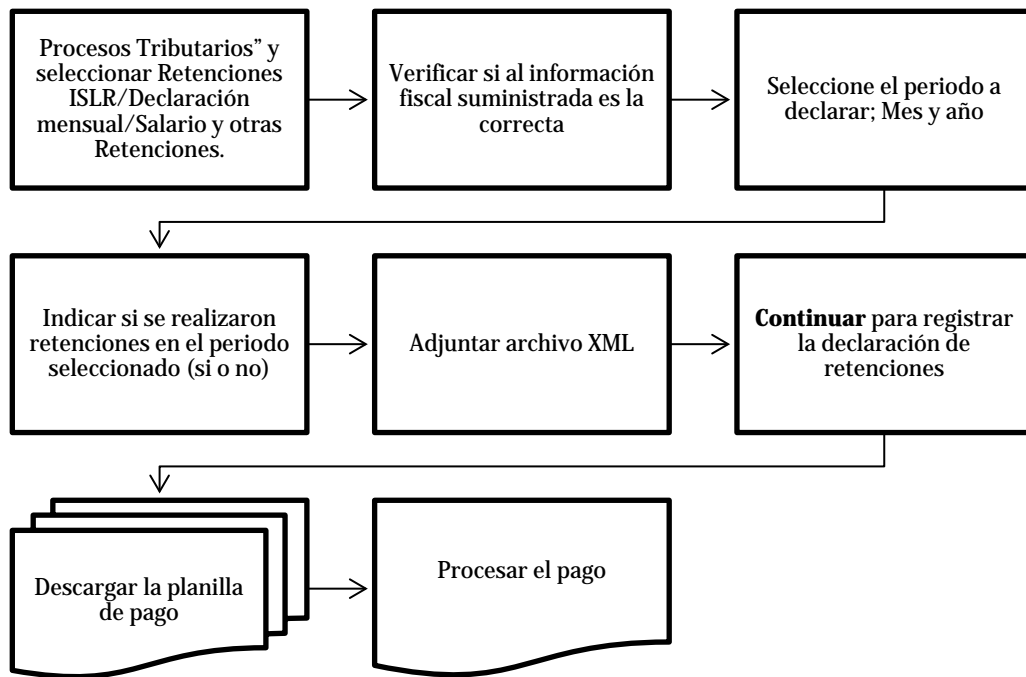 Procesos Tributarios” y
seleccionar Retenciones
ISLR/Declaración
mensual/Salario y otras
Retenciones.
Verificar si al información
fiscal suministrada es la
correcta
Seleccione el periodo a
declarar; Mes y año
Indicar si se realizaron
retenciones en el periodo
seleccionado (si o no)
Adjuntar archivo XML
Continuar para registrar
la declaración de
retenciones
Descargar la planilla
de pago
Procesar el pago